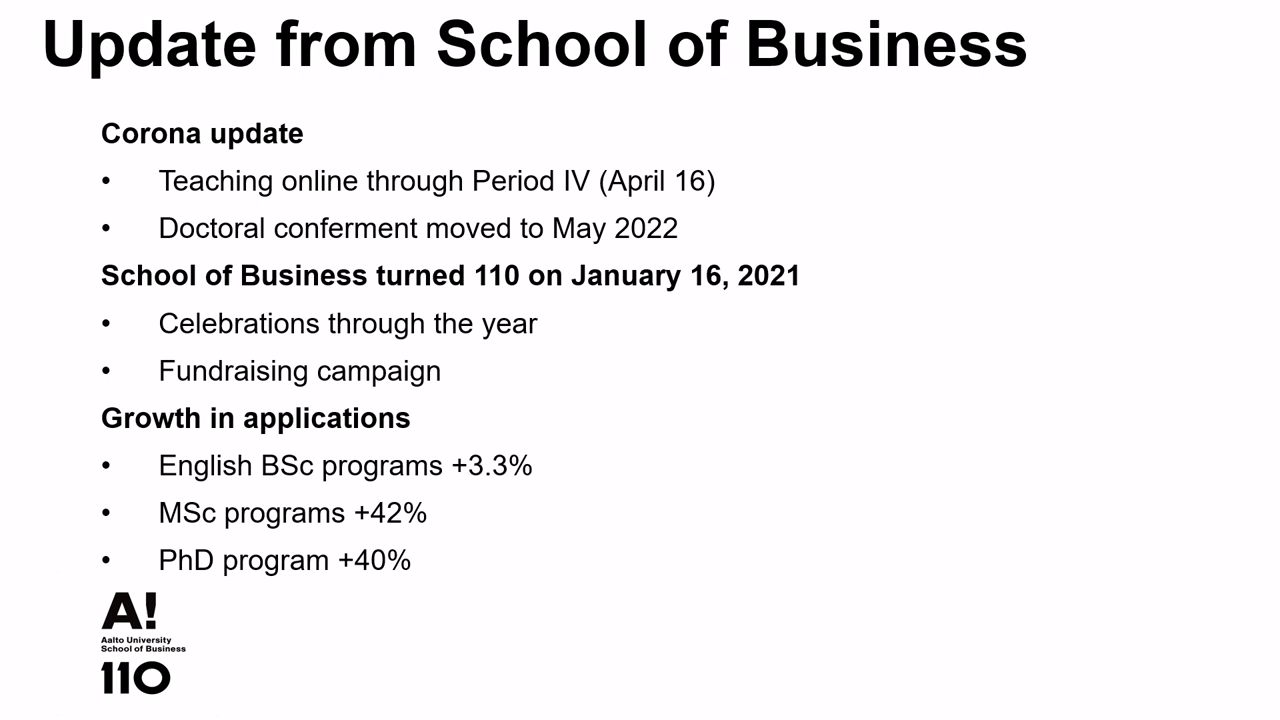 Update from School of Business
Corona update
• Teaching online through Period IV (April 16)
• Doctoral conferment moved to May 2022
School of Business turned 110 on January 16, 2021
• Celebrations through the year
• Fundraising campaign
Growth in applications
• English BSc programs +3.3%
• MSc programs +42%
• PhD program +40%
A!
Aalto University
School of Business
110